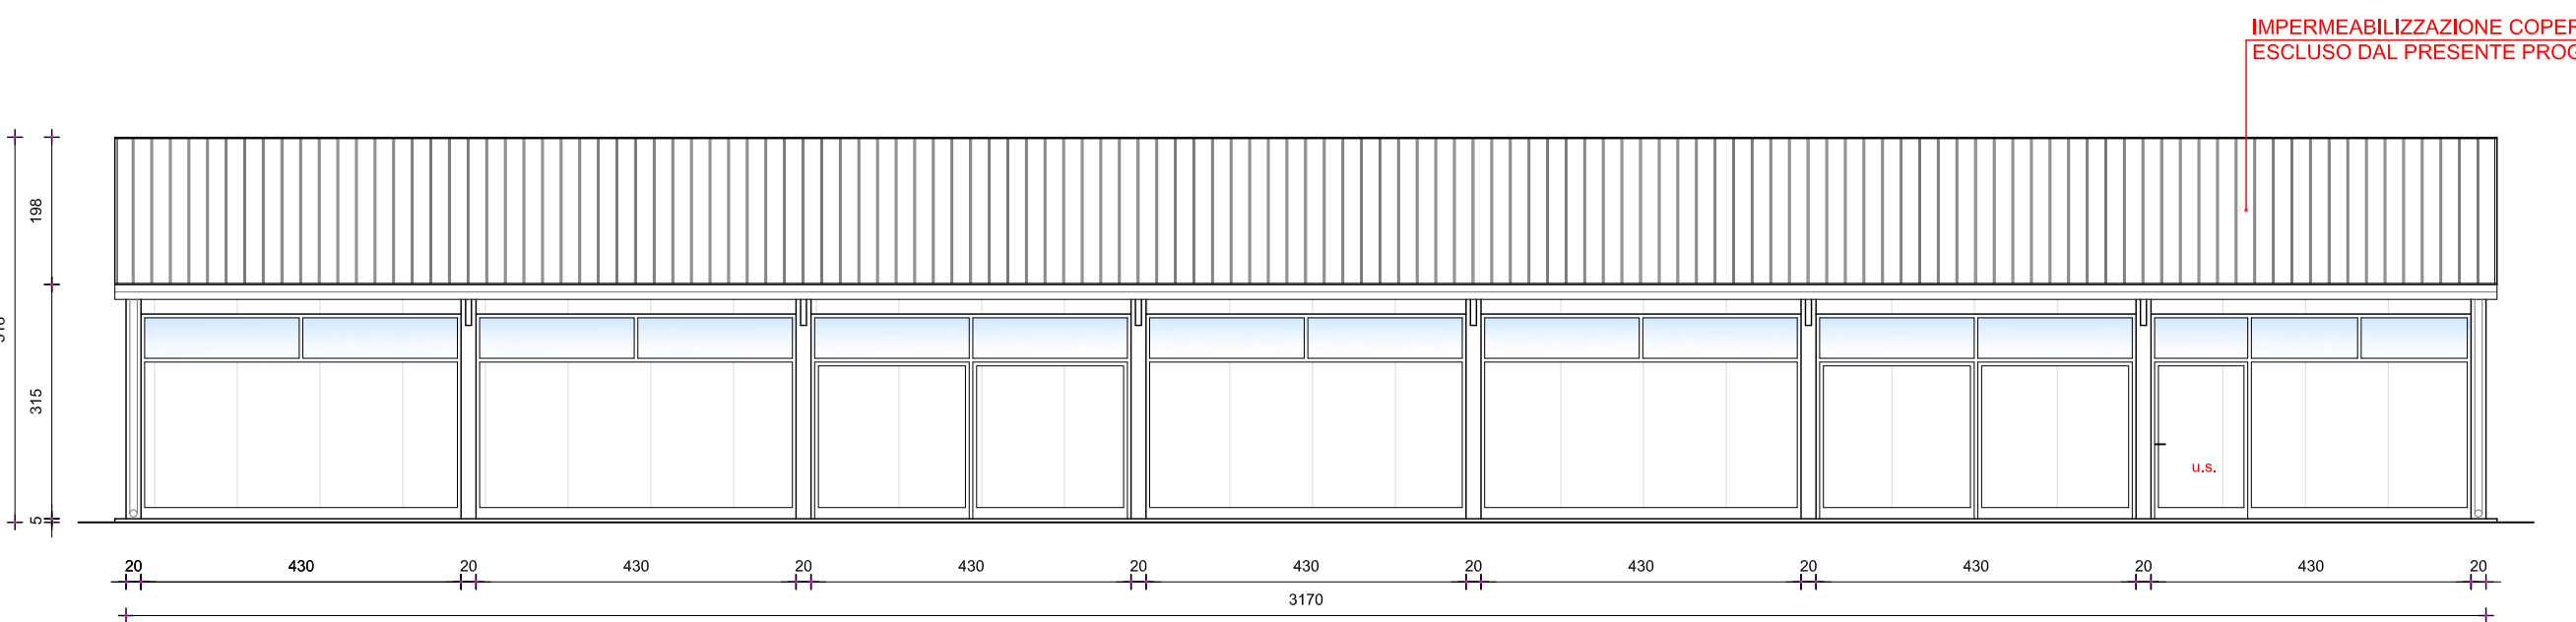 IMPERMEABILIZZAZIONE COPER
ESCLUSO DAL PRESENTE PROG
198
315
5
u.s.
20 430 20 430 20 430 20 430 20 430 20 430 20 430 20
3170